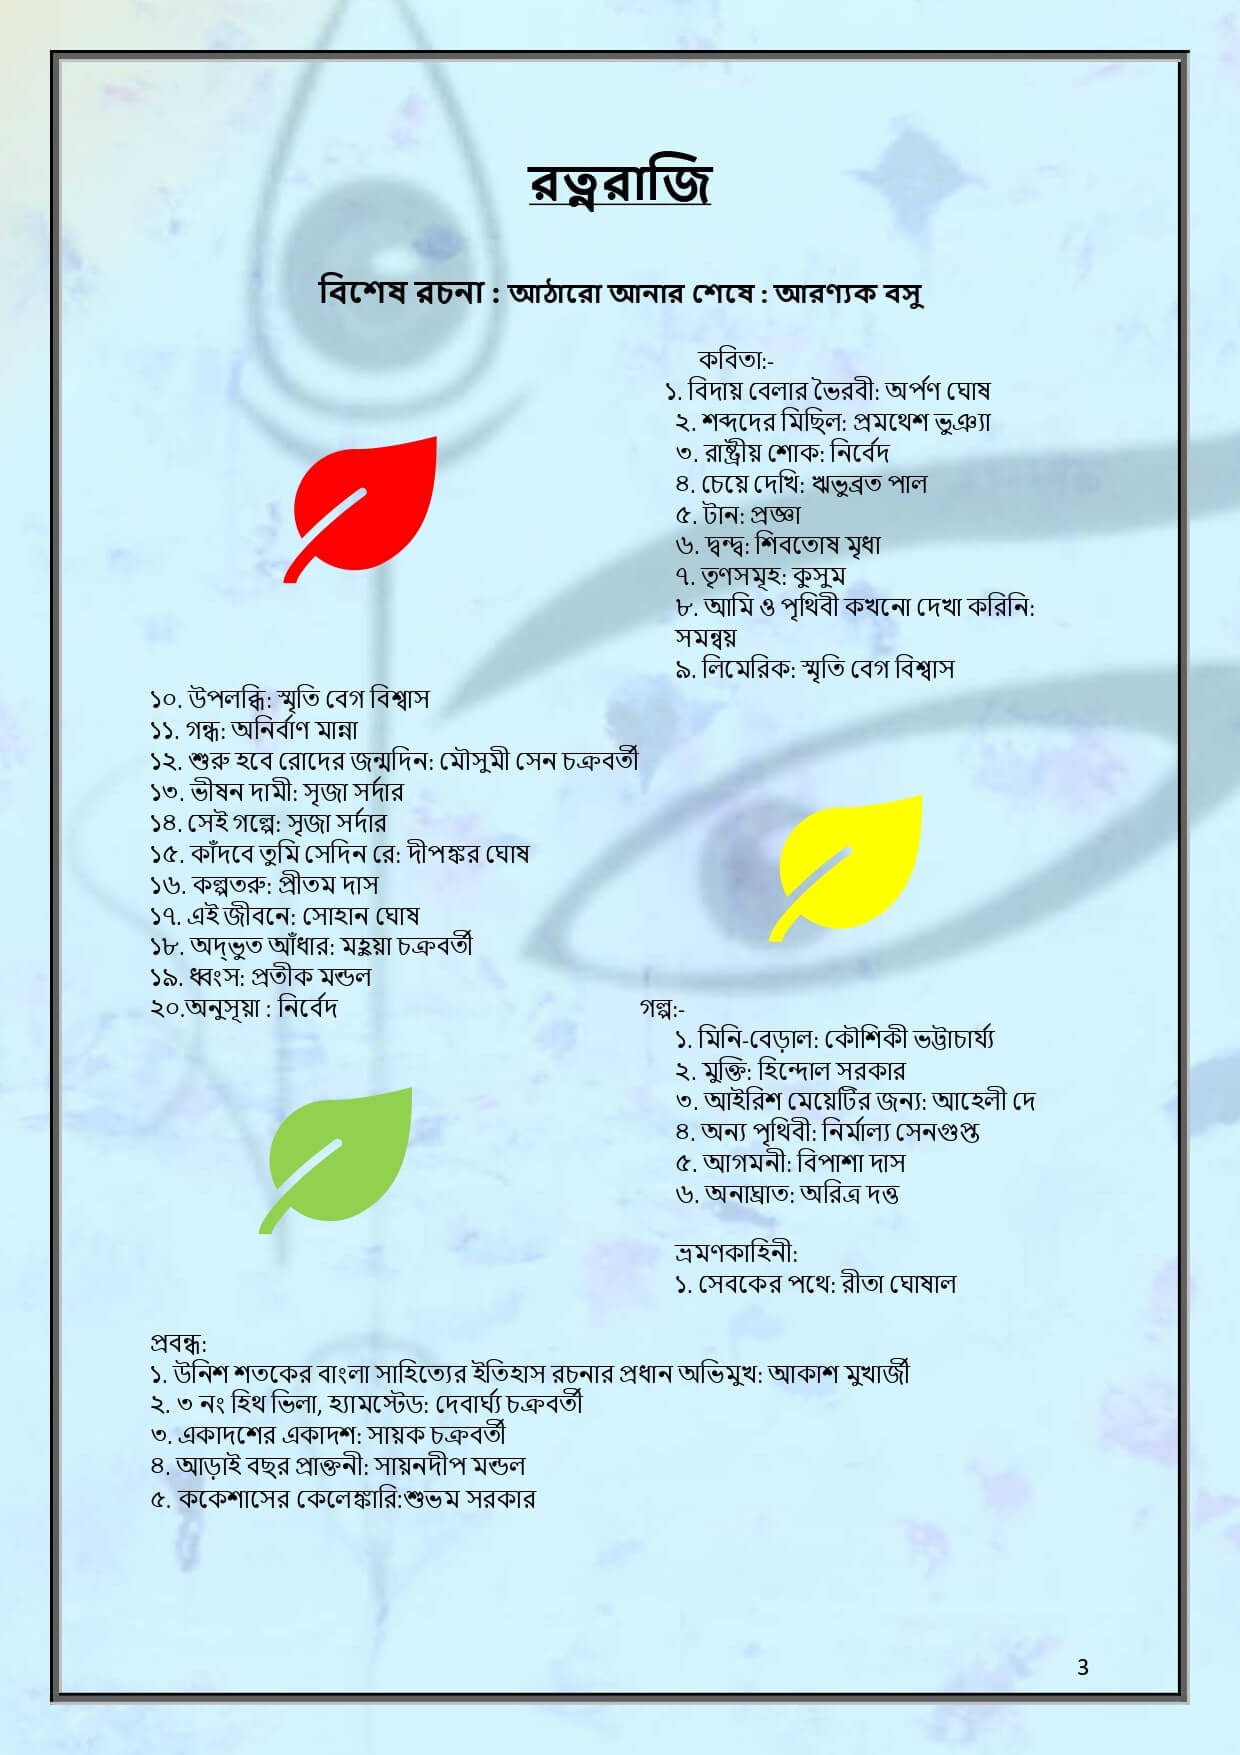 রত্নরাজি
বিশেষ রচনা : আঠারো আনার শেষে : আরণ্যক বসু
কবিতা:-
১. বিদায় বেলার ভৈরবী: অর্পণ ঘোষ
২. শব্দদের মিছিল: প্রমথেশ ভুঞ্যা
৩. রাষ্ট্রীয় শোক: নির্বেদ
৪. চেয়ে দেখি: ঋভুব্রত পাল
৫. টান: প্রজ্ঞা
৬. দ্বন্দ্ব: শিবতোষ মৃধা
৭. তৃণসমূহ: কুসুম
৮. আমি ও পৃথিবী কখনো দেখা করিনি:
সমন্বয়
৯. লিমেরিক: স্মৃতি বেগ বিশ্বাস
১০. উপলব্ধি: স্মৃতি বেগ বিশ্বাস
১১. গন্ধ: অনির্বাণ মান্না
১২. শুরু হবে রোদের জন্মদিন: মৌসুমী সেন চক্রবর্তী
১৩. ভীষন দামী: সৃজা সর্দার
১৪. সেই গল্পে: সৃজা সর্দার
১৫. কাঁদবে তুমি সেদিন রে: দীপঙ্কর ঘোষ
১৬. কল্পতরু: প্রীতম দাস
১৭. এই জীবনে: সোহান ঘোষ
১৮. অদ্ভুত আঁধার: মহুয়া চক্রবর্তী
১৯. ধ্বংস: প্রতীক মন্ডল
২০.অনুসূয়া : নির্বেদ
গল্প:-
১. মিনি-বেড়াল: কৌশিকী ভট্টাচার্য্য
২. মুক্তি: হিন্দোল সরকার
৩. আইরিশ মেয়েটির জন্য: আহেলী দে
৪. অন্য পৃথিবী: নির্মাল্য সেনগুপ্ত
৫. আগমনী: বিপাশা দাস
৬. অনাঘ্রাত: অরিত্র দত্ত
ভ্রমণকাহিনী:
১. সেবকের পথে: রীতা ঘোষাল
প্রবন্ধ:
১. উনিশ শতকের বাংলা সাহিত্যের ইতিহাস রচনার প্রধান অভিমুখ: আকাশ মুখার্জী
২. ৩ নং হিথ ভিলা, হ্যামস্টেড: দেবার্ঘ্য চক্রবর্তী
৩. একাদশের একাদশ: সায়ক চক্রবর্তী
৪. আড়াই বছর প্রাক্তনী: সায়নদীপ মন্ডল
৫. ককেশাসের কেলেঙ্কারি:শুভম সরকার
3